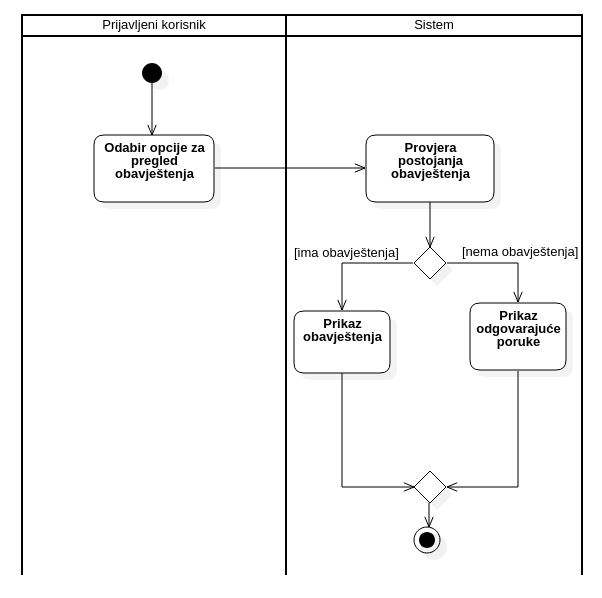 Prijavljeni korisnik
Sistem
Odabir opcije za
pregled
obavještenja
Provjera
postojanja
obavještenja
[ima obavještenja]
[nema obavještenja]
Prikaz
obavještenja
Prikaz
odgovarajuće
poruke